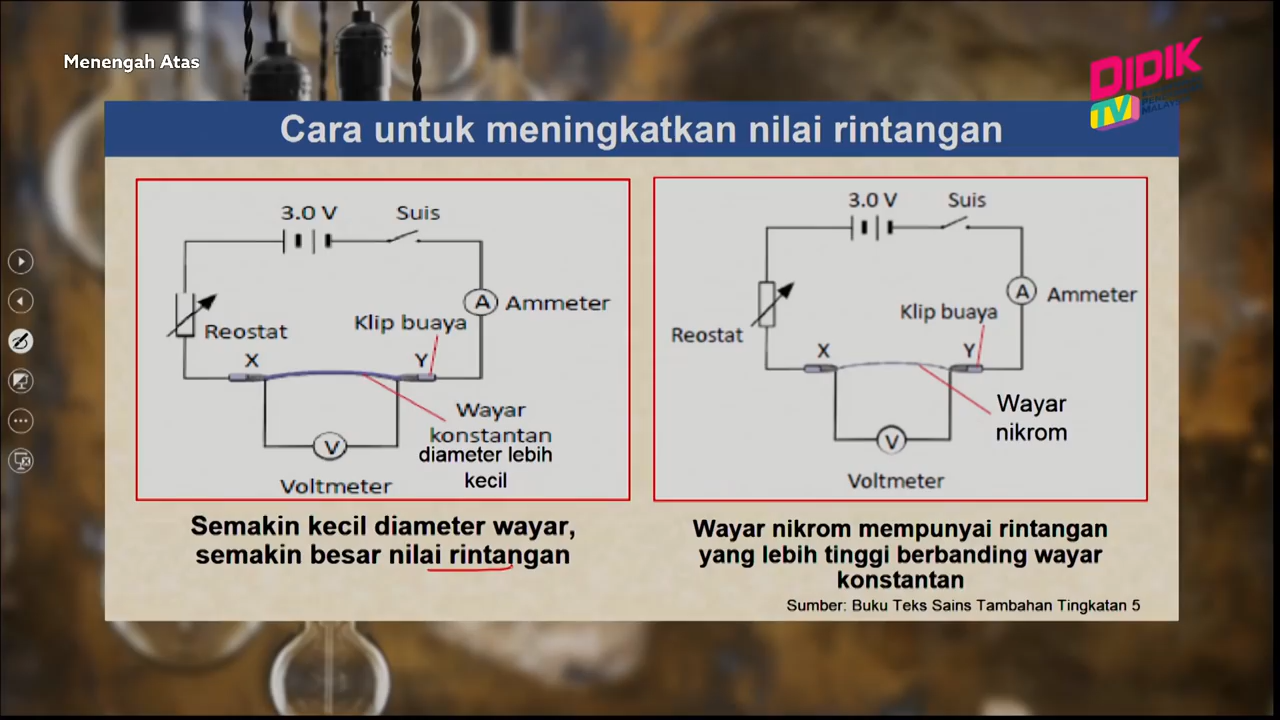 Menengah Atas
DIDIK
TV
Cara untuk meningkatkan nilai rintangan
3.0 V
Suis
A
Ammeter
Klip buaya
Reostat
X
Y
Wayar
konstantan
diameter lebih
kecil
V
Voltmeter
Semakin kecil diameter wayar,
semakin besar nilai rintangan
3.0 V
Suis
A
Ammeter
Klip buaya
Reostat
X
Y
Wayar
nikrom
V
Voltmeter
Wayar nikrom mempunyai rintangan
yang lebih tinggi berbanding wayar
konstantan
Sumber: Buku Teks Sains Tambahan Tingkatan 5